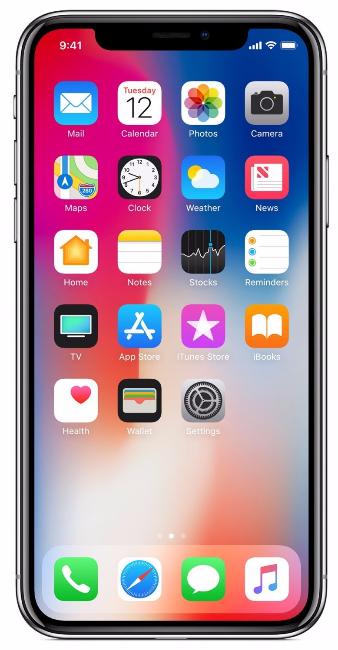 9:41
Tuesday
12
Mail Calendar Photos Camera
280
Maps Clock Weather News
Home Notes Stocks Reminders
TV App Store iTunes Store iBooks
Health Wallet Settings